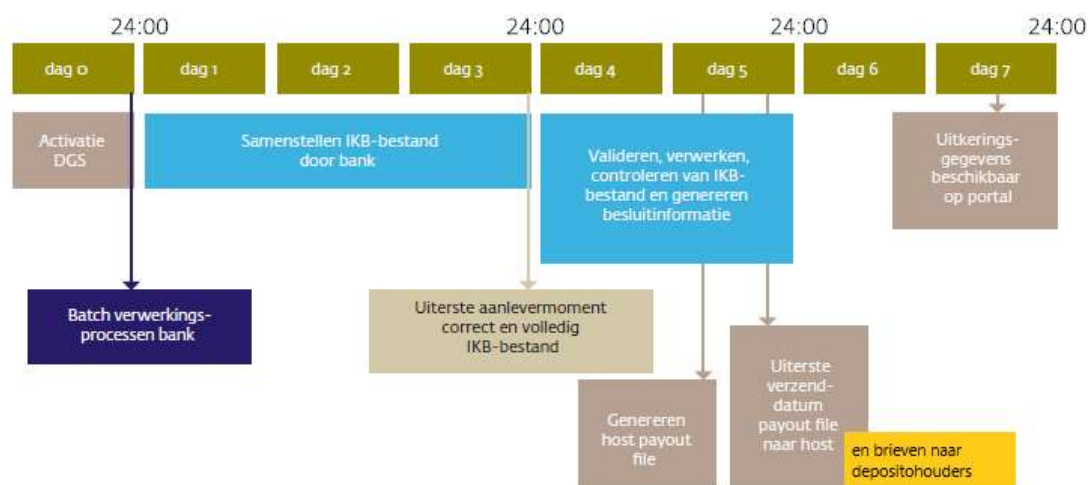 24:00
24:00
24:00
24:00
dag 0
dag 1
dag 2
dag 3
dag 4
dag 5
dag 6
dag 7
Activatie
DGS
Samenstellen IKB-bestand
door bank
Valideren, verwerken,
controleren van IKB-
bestand en genereren
besluitinformatie
Uitkerings-
gegevens
beschikbaar
op portal
Batch verwerkings-
processen bank
Uiterste aanlevermoment
correct en volledig
IKB-bestand
Genereren
host payout
file
Uiterste
verzend-
datum
payout file
naar host
en brieven naar
depositohouders